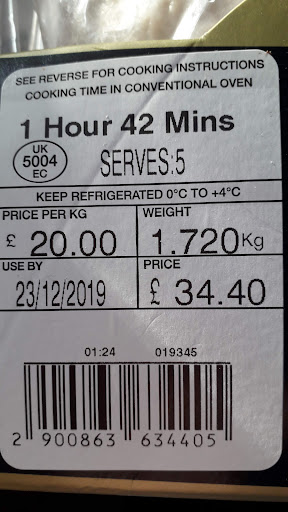 SEE REVERSE FOR COOKING INSTRUCTIONS
COOKING TIME IN CONVENTIONAL OVEN
1 Hour 42 Mins
UK
5004
EC
SERVES:5
KEEP REFRIGERATED 0°C TO +4°C
PRICE PER KG WEIGHT
£ 20.00 1.720Kg
USE BY PRICE
23/12/2019 £ 34.40
01:24 019345
2 900863 634405